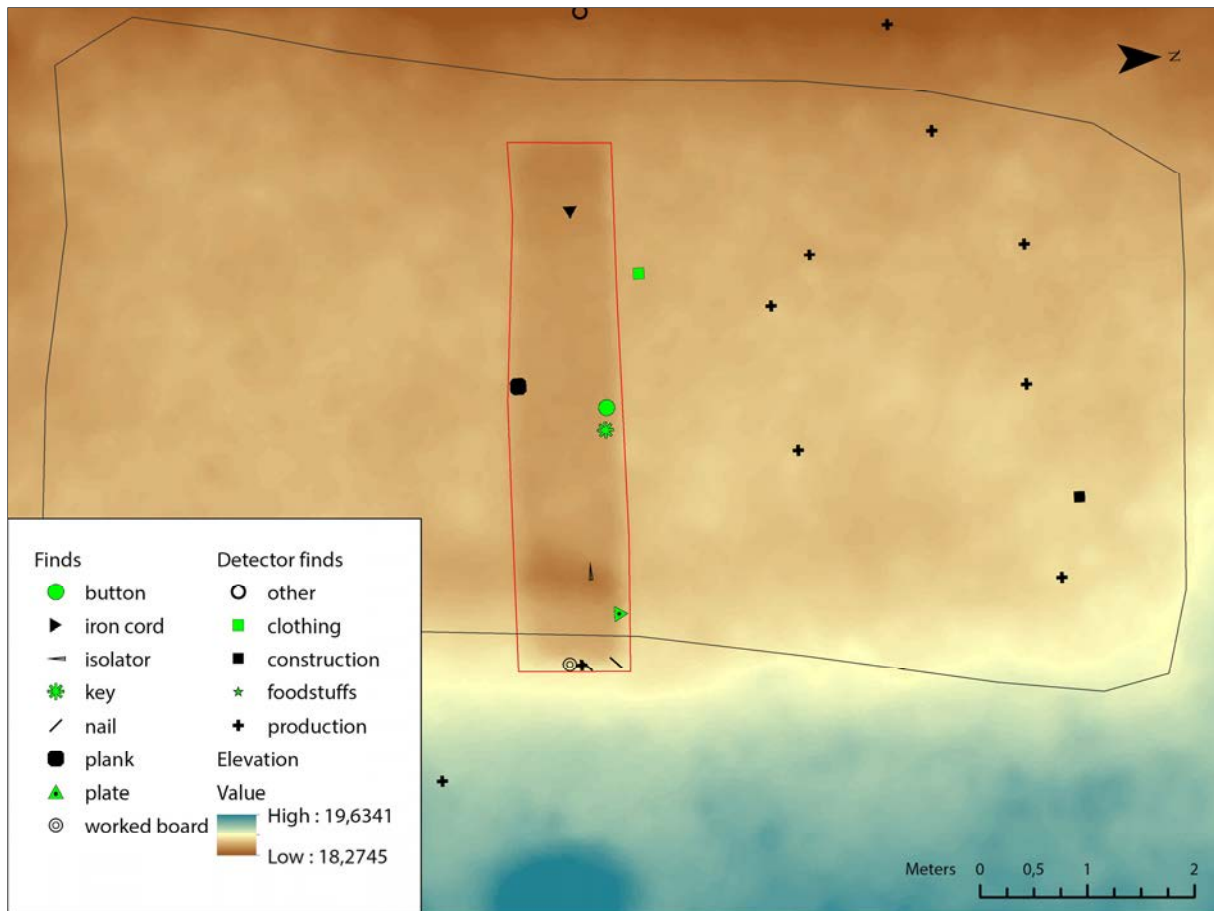 N
Finds
button
iron cord
isolator
key
nail
plank
plate
worked board
Detector finds
other
clothing
construction
foodstuffs
production
Elevation
Value
High : 19,6341
Low : 18,2745
Meters 0 0,5 1 2